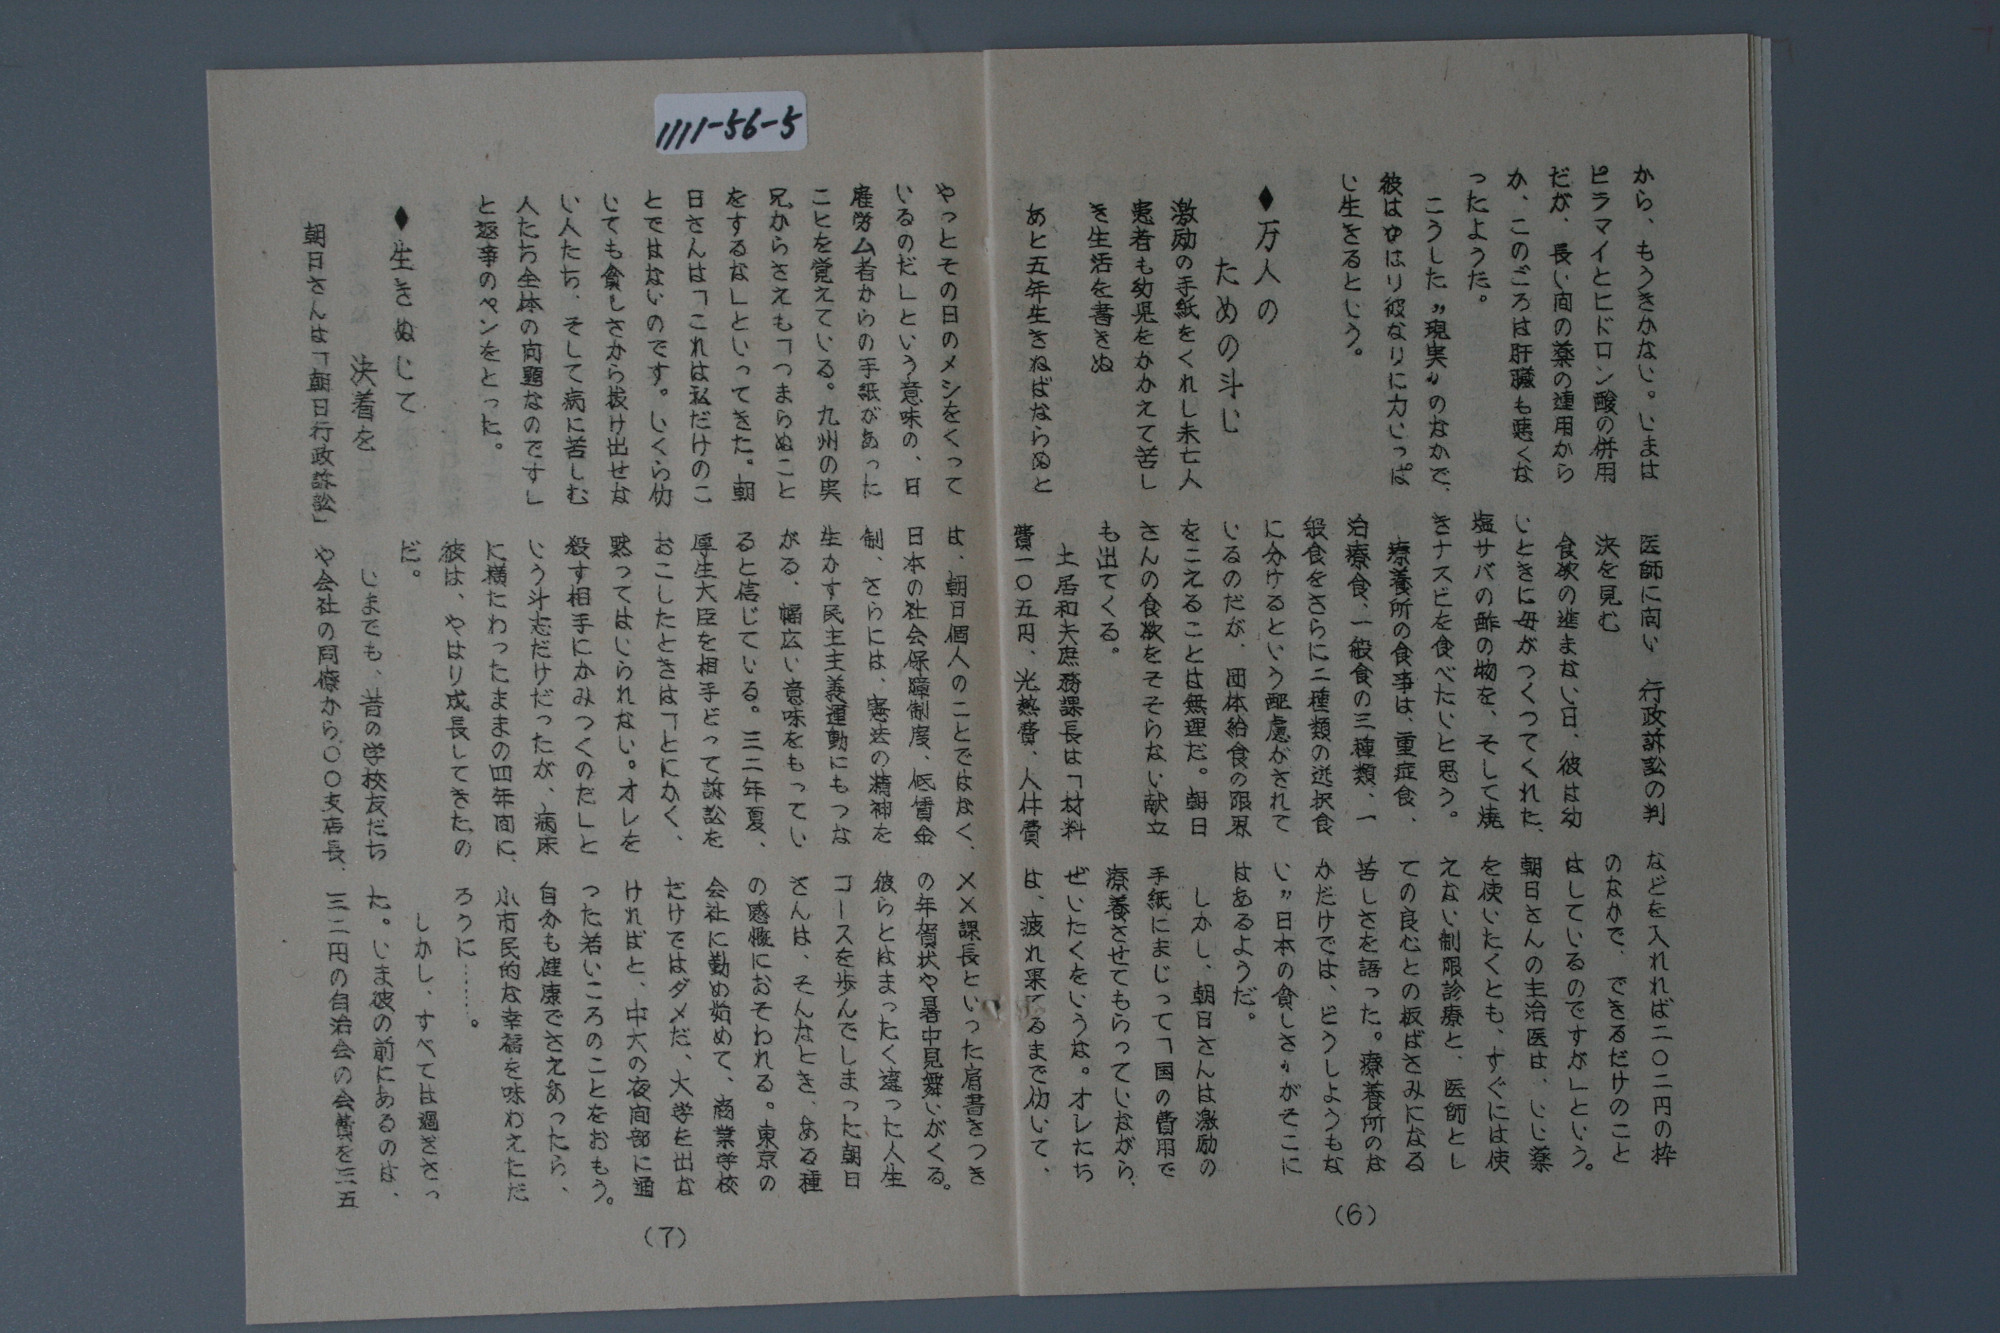 1111-56-5
から、もうきかない。いまは
ピラマイとヒドロン酸の併用
だが、長い间の薬の連用から
か、このごろは肝臓も悪くな
ったようた。
こうした〝現実〟のなかで、
彼はやはり彼なりに力いっぱ
い生きるという。
◆万人の
ための斗い
激励の手紙をくれし未亡人
患者も幼児をかかえて苦し
き生活を書きぬ
あと五年生きねばならぬと
医師に向い 行政訴訟の判
決を見む
食欲の進まない日、彼は幼
いときに母がつくってくれた、
塩サバの酢の物を、そして焼
きナスビを食べたいと思う。
療養所の食事は、重症食、
治療食、一般食の三種類、一
般食をさらに二種類の送択食
に分けるという配慮がされて
いるのだが、団体給食の限界
をこえることは無理だ。朝日
さんの食欲をそそらない献立
も出てくる。
土居和夫庶務課長は「材料
費一〇五円、光熱費、人件費
などを入れれば二〇二円の枠
のなかで、できるだけのこと
はしているのですが」という。
朝日さんの主治医は、いい薬
を使いたくとも、すぐには使
えない制限診療と、医師とし
ての良心との板ばさみになる
苦しさを語った。療養所のな
かだけでは、どうしようもな
い〝日本の貧しさ〟がそこに
はあるようだ。
しかし、朝日さんは激励の
手紙にまじって「国の費用で
療養させてもらっていながら、
ぜいたくをいうな。オレたち
は、疲れ果てるまで仂いて、
(6)
やっとその日のメシをくって
いるのだ」という意味の、日
雇労ム者からの手紙があった
ことを覚えている。九州の実
兄からさえも「つまらぬこと
をするな」といってきた。朝
日さんは「これは私だけのこ
とではないのです。いくら仂
いても貧しさから抜け出せな
い人たち、そして病に苦しむ
人たち全体の向題なのです」
と返事のペンをとった。
◆生きぬいて
決着を
朝日さんは「朝日行政訴訟」
は、朝日個人のことではなく、
日本の社会保障制度、低賃金
制、さらには、憲法の精神を
生かす民主主義運動にもつな
がる、幅広い意味をもってい
ると信じている。三二年夏、
厚生大臣を相手どって訴訟を
おこしたときは「とにかく、
黙ってはいられない。オレを
殺す相手にかみつくのだ」と
いう斗志だけだったが、病床
に横たわったままの四年间に、
彼は、やはり成長してきたの
だ。
いまでも、昔の学校友だち
や会社の同僚から〇〇支店長、
××課長といった肩書きつき
の年賀状や暑中見舞いがくる。
彼らとはまったく違った人生
コースを歩んでしまった朝日
さんは、そんなとき、ある種
の感慨におそわれる。東京の
会社に勤め始めて、商業学校
だけではダメだ、大学を出な
ければと、中大の夜间部に通
った若いころのことをおもう。
自分も健康でさえあったら、
小市民的な幸福を味わえただ
ろうに……。
しかし、すべては過ぎさっ
た。いま彼の前にあるのは、
三二円の自治会の会費を三五
(7)